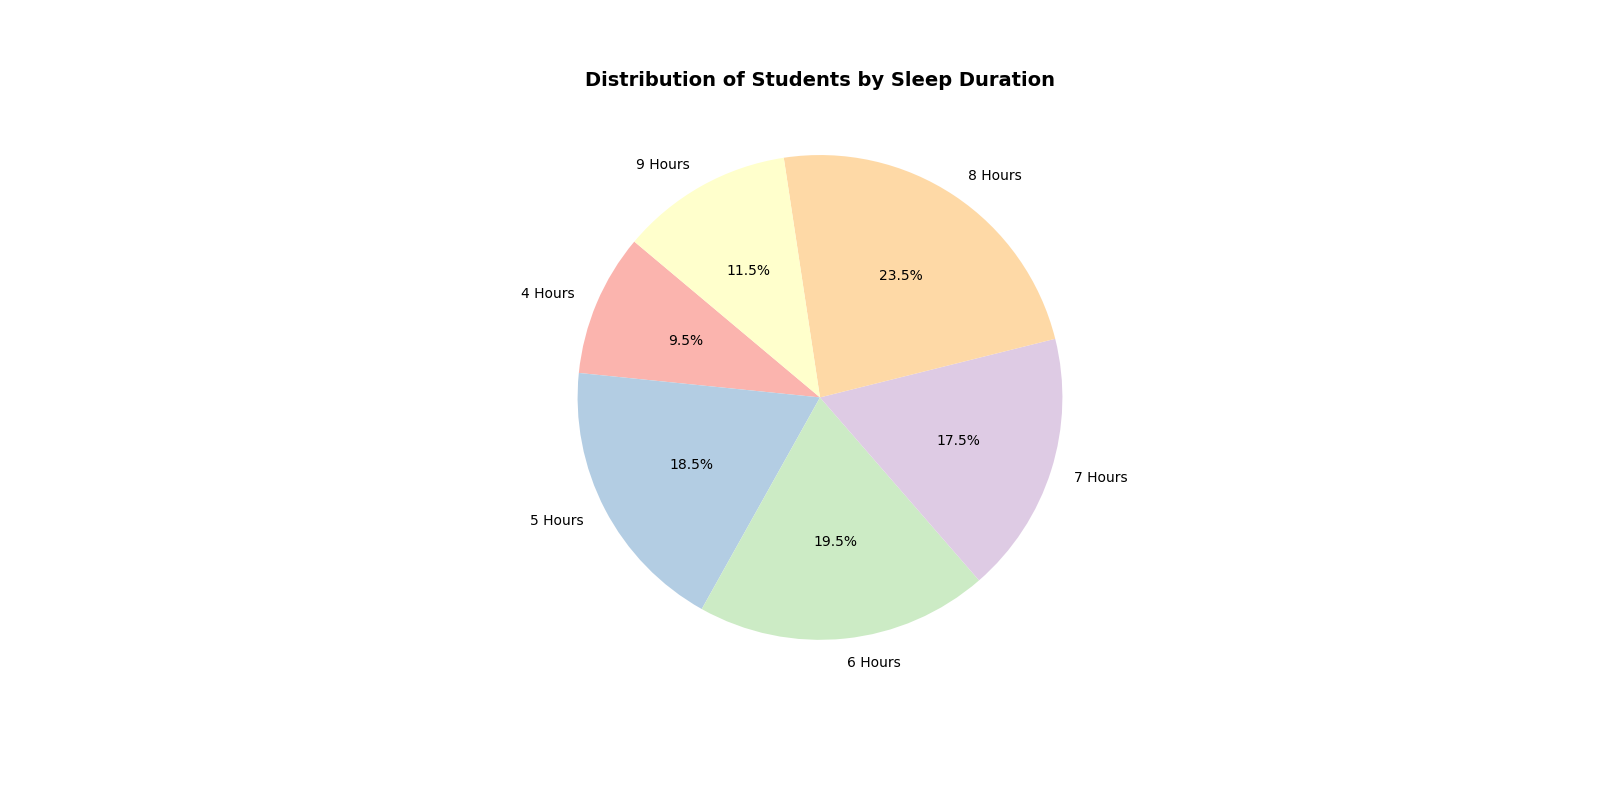 Distribution of Students by Sleep Duration
9 Hours
8 Hours
11.5%
23.5%
4 Hours
9.5%
17.5%
18.5%
7 Hours
5 Hours
19.5%
6 Hours